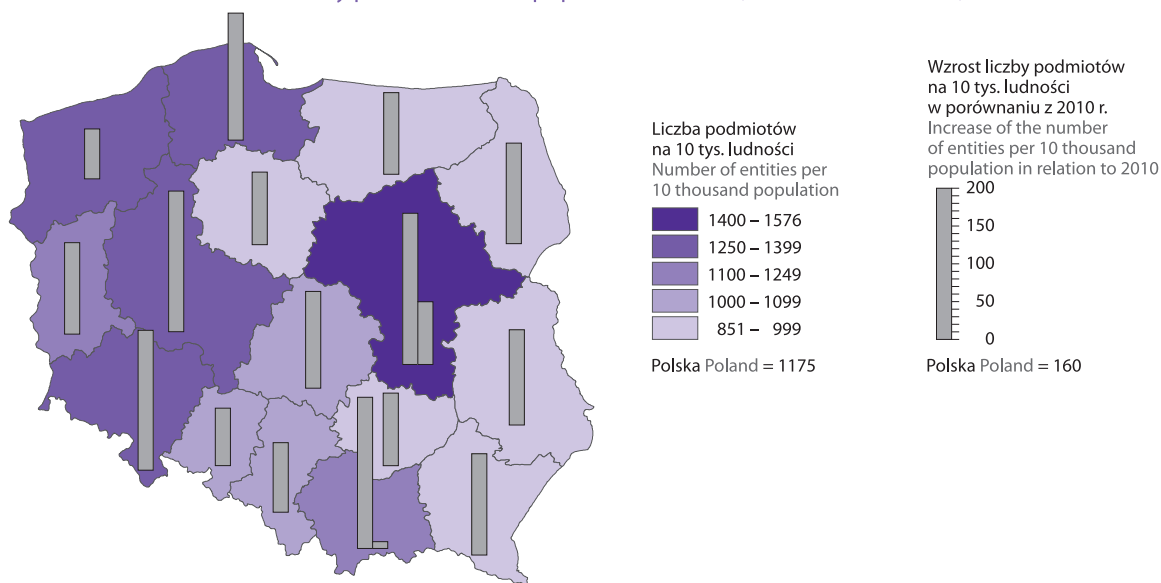 Liczba podmiotów
na 10 tys. ludności
Number of entities per
10 thousand population
1400 – 1576
1250 – 1399
1100 – 1249
1000 – 1099
851 – 999
Polska Poland = 1175
Wzrost liczby podmiotów
na 10 tys. ludności
w porównaniu z 2010 r.
Increase of the number
of entities per 10 thousand
population in relation to 2010
200
150
100
50
0
Polska Poland = 160